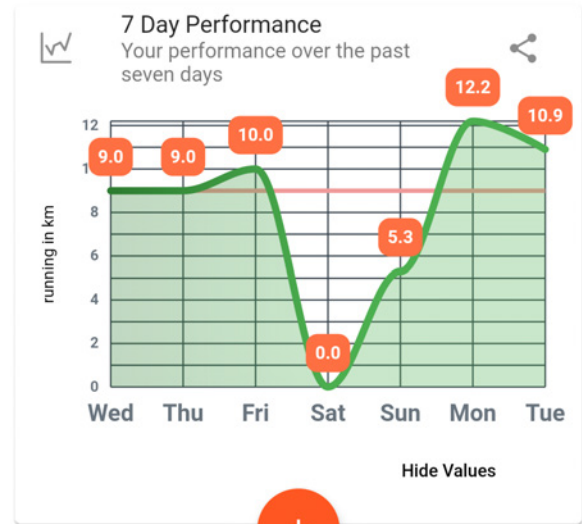 7 Day Performance
Your performance over the past
seven days
12.2
10.9
12
10.0
9.0
9.0
8
running in km
6
5.3
4
2
0.0
0
Wed Thu Fri Sat Sun Mon Tue
Hide Values